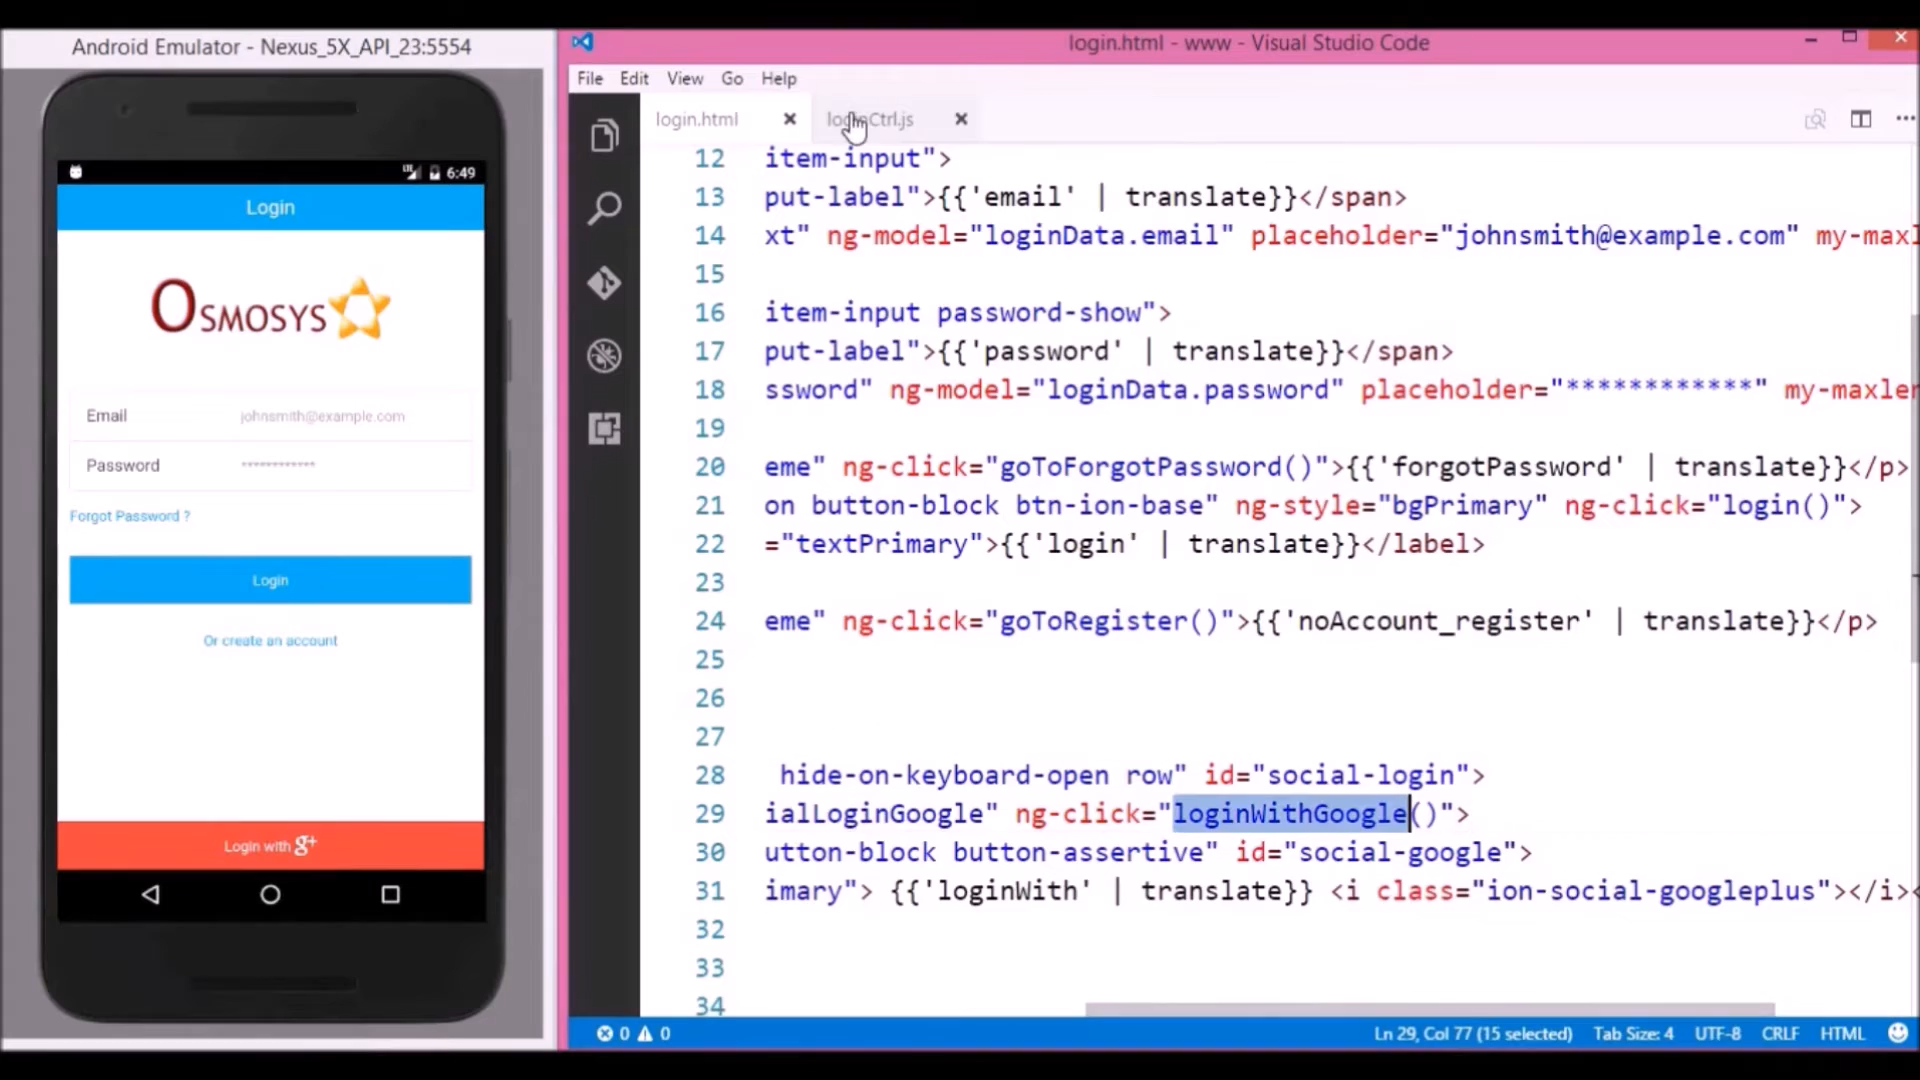 Android Emulator - Nexus_5X_API_23:5554
LTE 6:49
Login
OSMOSYS
Email johnsmith@example.com
Password ************
Forgot Password ?
Login
Or create an account
Login with g+
login.html - www - Visual Studio Code
File Edit View Go Help
login.html loginCtrl.js
12 item-input">
13 put-label">{{'email' | translate}}</span>
14 xt" ng-model="loginData.email" placeholder="johnsmith@example.com" my-maxl
15
16 item-input password-show">
17 put-label">{{'password' | translate}}</span>
18 ssword" ng-model="loginData.password" placeholder="************" my-maxler
19
20 eme" ng-click="goToForgotPassword()">{{'forgotPassword' | translate}}</p>
21 on button-block btn-ion-base" ng-style="bgPrimary" ng-click="login()">
22 ="textPrimary">{{'login' | translate}}</label>
23
24 eme" ng-click="goToRegister()">{{'noAccount_register' | translate}}</p>
25
26
27
28 hide-on-keyboard-open row" id="social-login">
29 ialLoginGoogle" ng-click="loginWithGoogle()">
30 utton-block button-assertive" id="social-google">
31 imary"> {{'loginWith' | translate}} <i class="ion-social-googleplus"></i><
32
33
34
0 0 Ln 29, Col 77 (15 selected) Tab Size: 4 UTF-8 CRLF HTML